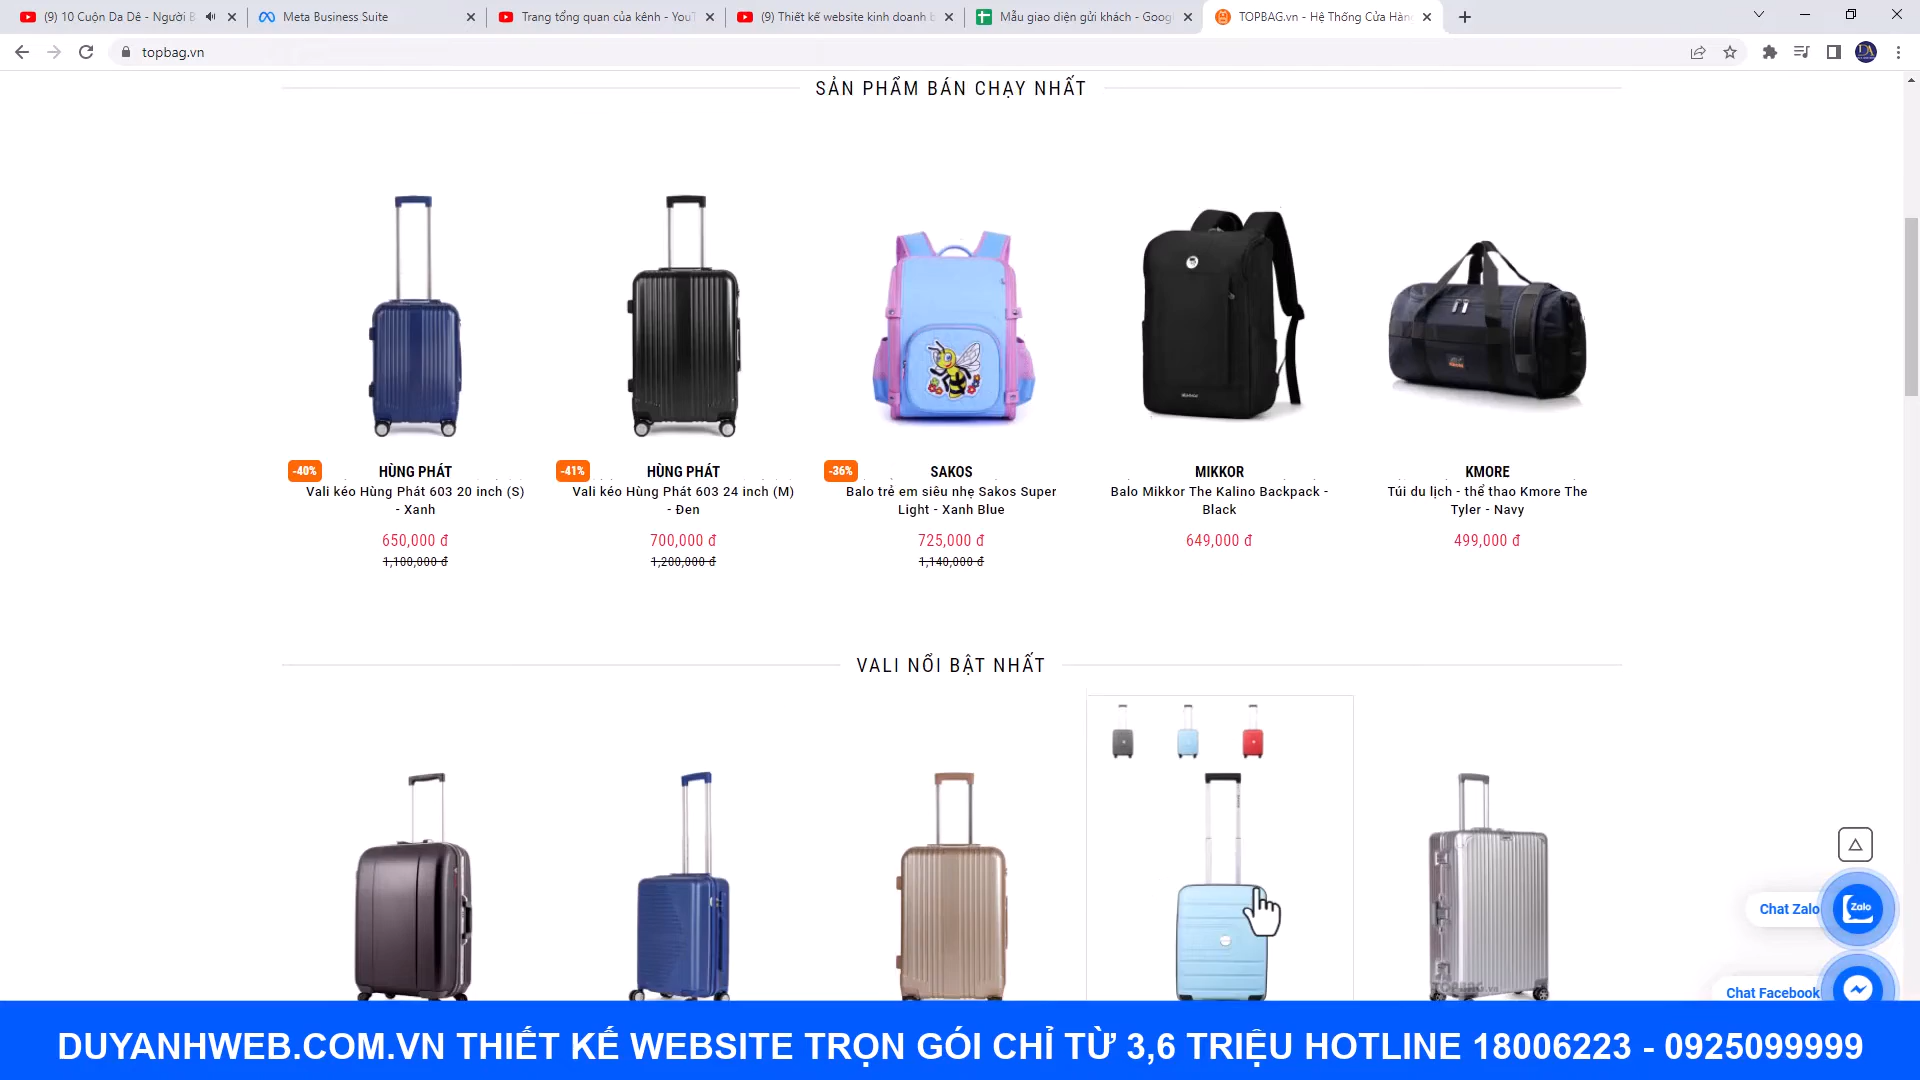 (9) 10 Cuộn Da Dê - Người B
Meta Business Suite
Trang tổng quan của kênh - YouT
(9) Thiết kế website kinh doanh b
Mẫu giao diện gửi khách - Googl
TOPBAG.vn - Hệ Thống Cửa Hàn
topbag.vn
SẢN PHẨM BÁN CHẠY NHẤT
-40%
HÙNG PHÁT
Vali kéo Hùng Phát 603 20 inch (S)
- Xanh
650,000 đ
1,100,000 đ
-41%
HÙNG PHÁT
Vali kéo Hùng Phát 603 24 inch (M)
- Đen
700,000 đ
1,200,000 đ
-36%
SAKOS
Balo trẻ em siêu nhẹ Sakos Super
Light - Xanh Blue
725,000 đ
1,140,000 đ
MIKKOR
Balo Mikkor The Kalino Backpack -
Black
649,000 đ
KMORE
Túi du lịch - thể thao Kmore The
Tyler - Navy
499,000 đ
VALI NỔI BẬT NHẤT
TOPBAG.vn
Chat Zalo
Zalo
Chat Facebook
DUYANHWEB.COM.VN THIẾT KẾ WEBSITE TRỌN GÓI CHỈ TỪ 3,6 TRIỆU HOTLINE 18006223 - 0925099999